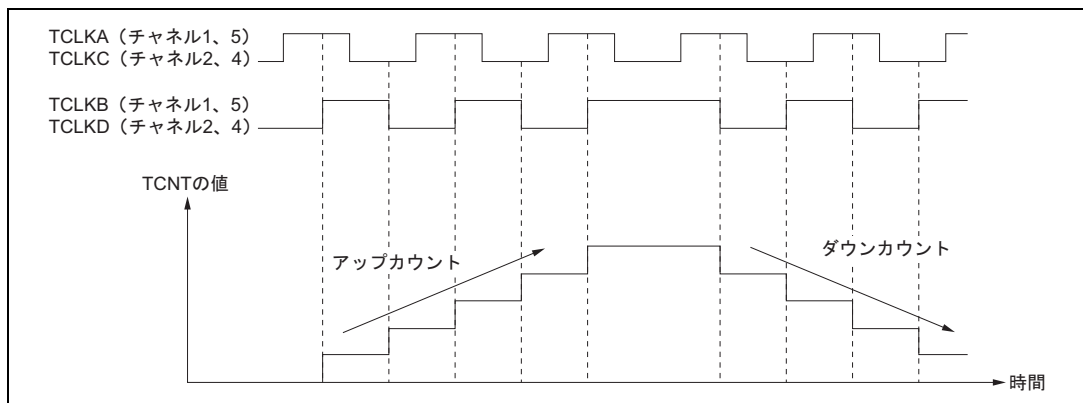 TCLKA（チャネル1、5）
TCLKC（チャネル2、4）
TCLKB（チャネル1、5）
TCLKD（チャネル2、4）
TCNTの値
アップカウント
ダウンカウント
時間